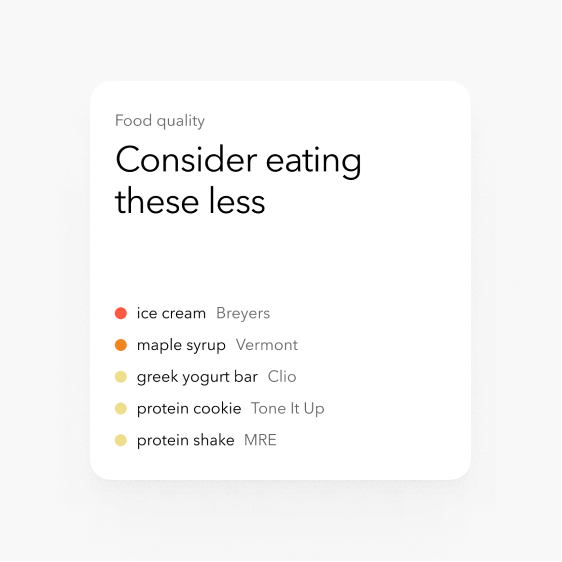 Food quality
Consider eating
these less
ice cream Breyers
maple syrup Vermont
greek yogurt bar Clio
protein cookie Tone It Up
protein shake MRE